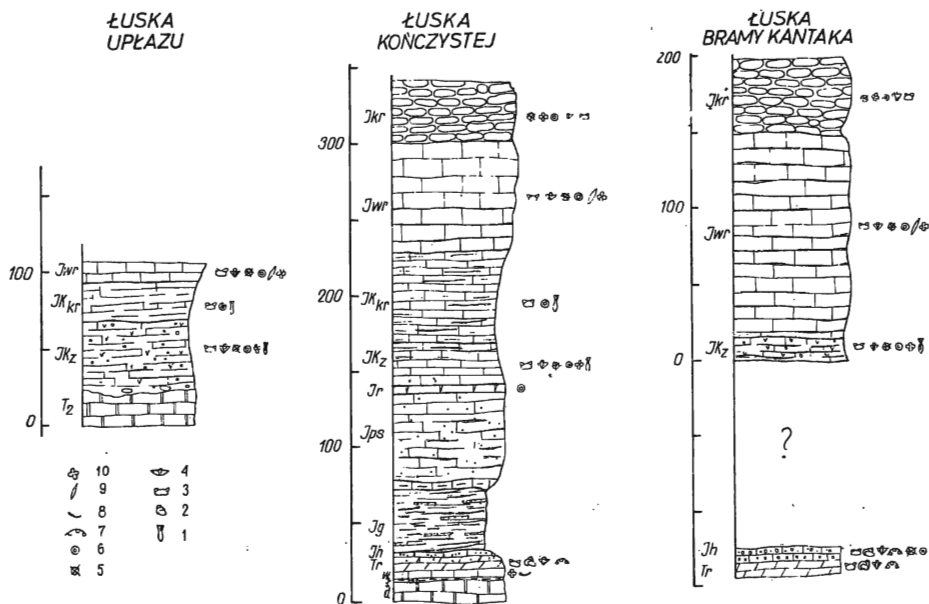 ŁUSKA
UPŁAZU
100
0
Jwr
JKkr
JKz
T2
10
9
8
7
6
5
4
3
2
1
ŁUSKA
KOŃCZYSTEJ
300
200
100
0
Jkr
Jwr
JKkr
JKz
Jr
Jps
Jg
Jh
Tr
ŁUSKA
BRAMY KANTAKA
200
100
0
Jkr
Jwr
JKz
?
Jh
Tr